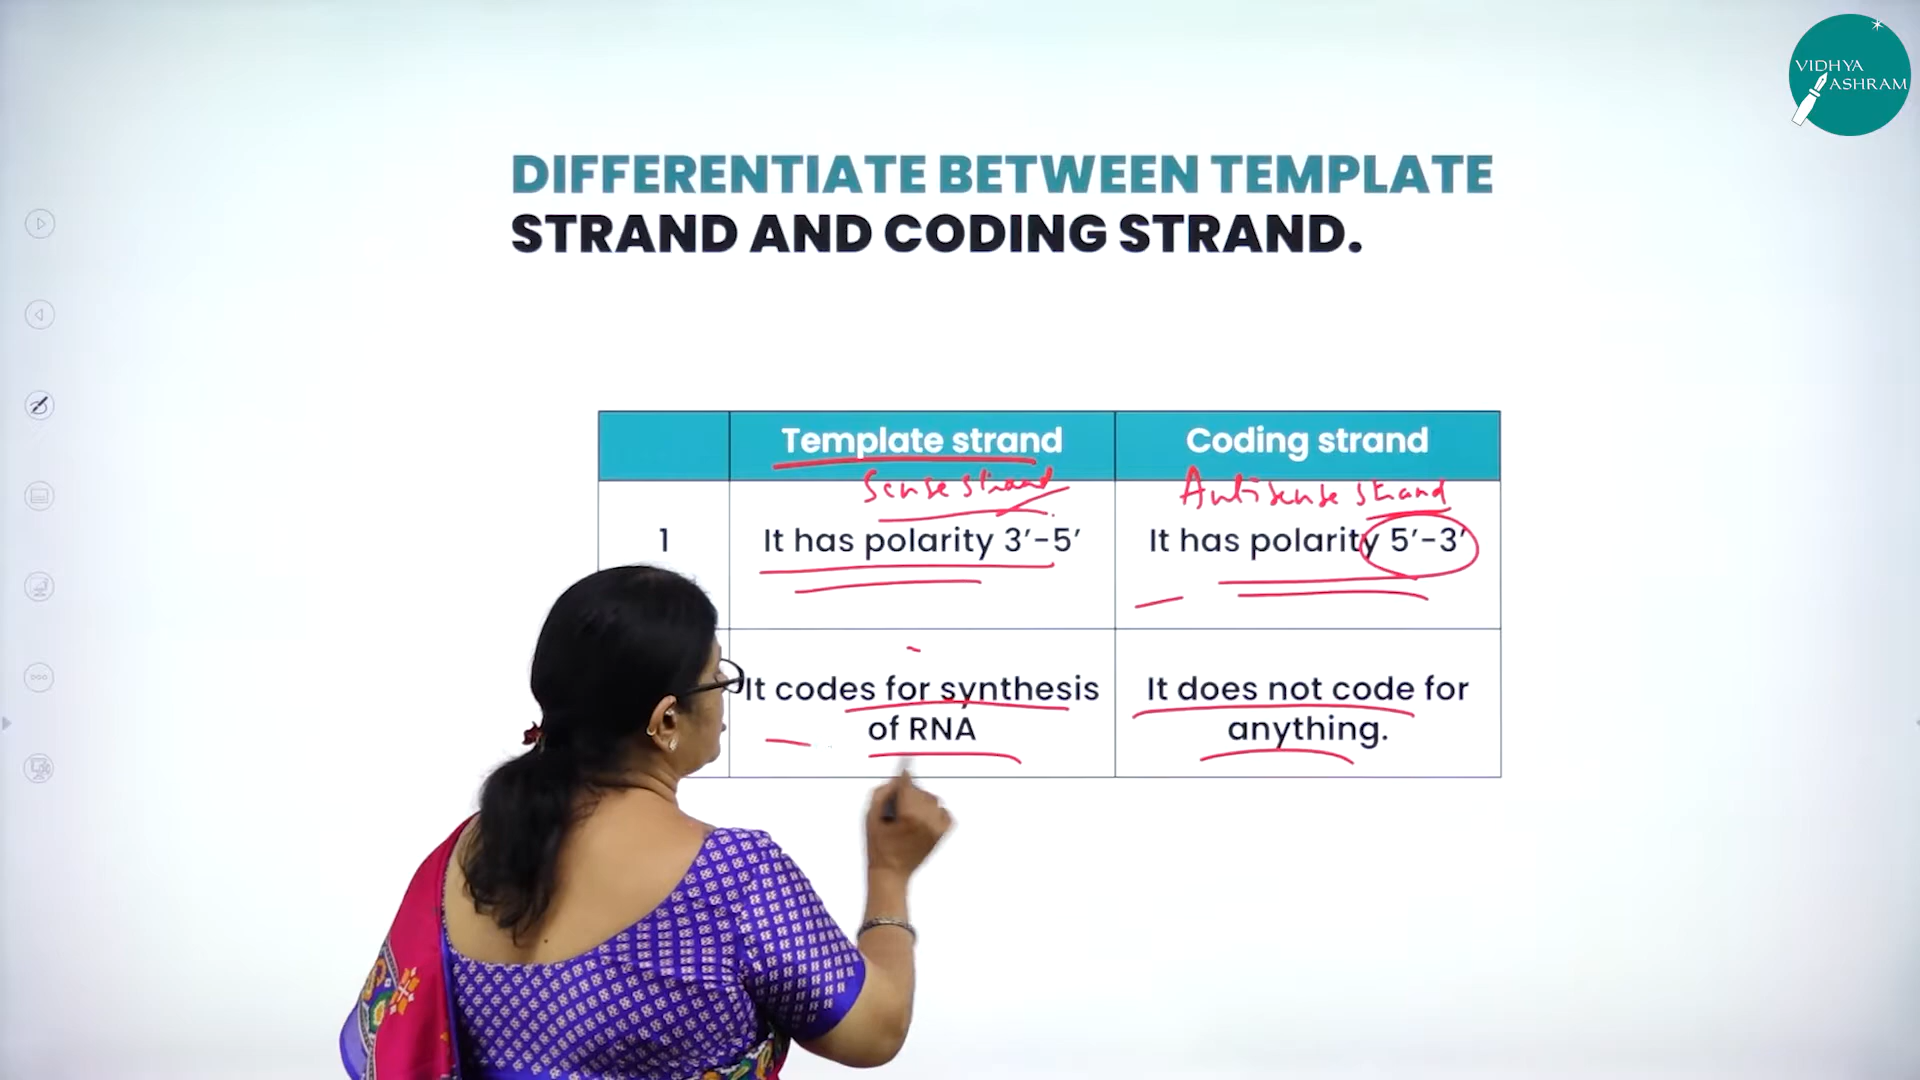 VIDHYA
ASHRAM
DIFFERENTIATE BETWEEN TEMPLATE
STRAND AND CODING STRAND.
Template strand
Coding strand
Sense strand
Antisense strand
1
It has polarity 3’-5’
It has polarity 5’-3’
It codes for synthesis
of RNA
It does not code for
anything.